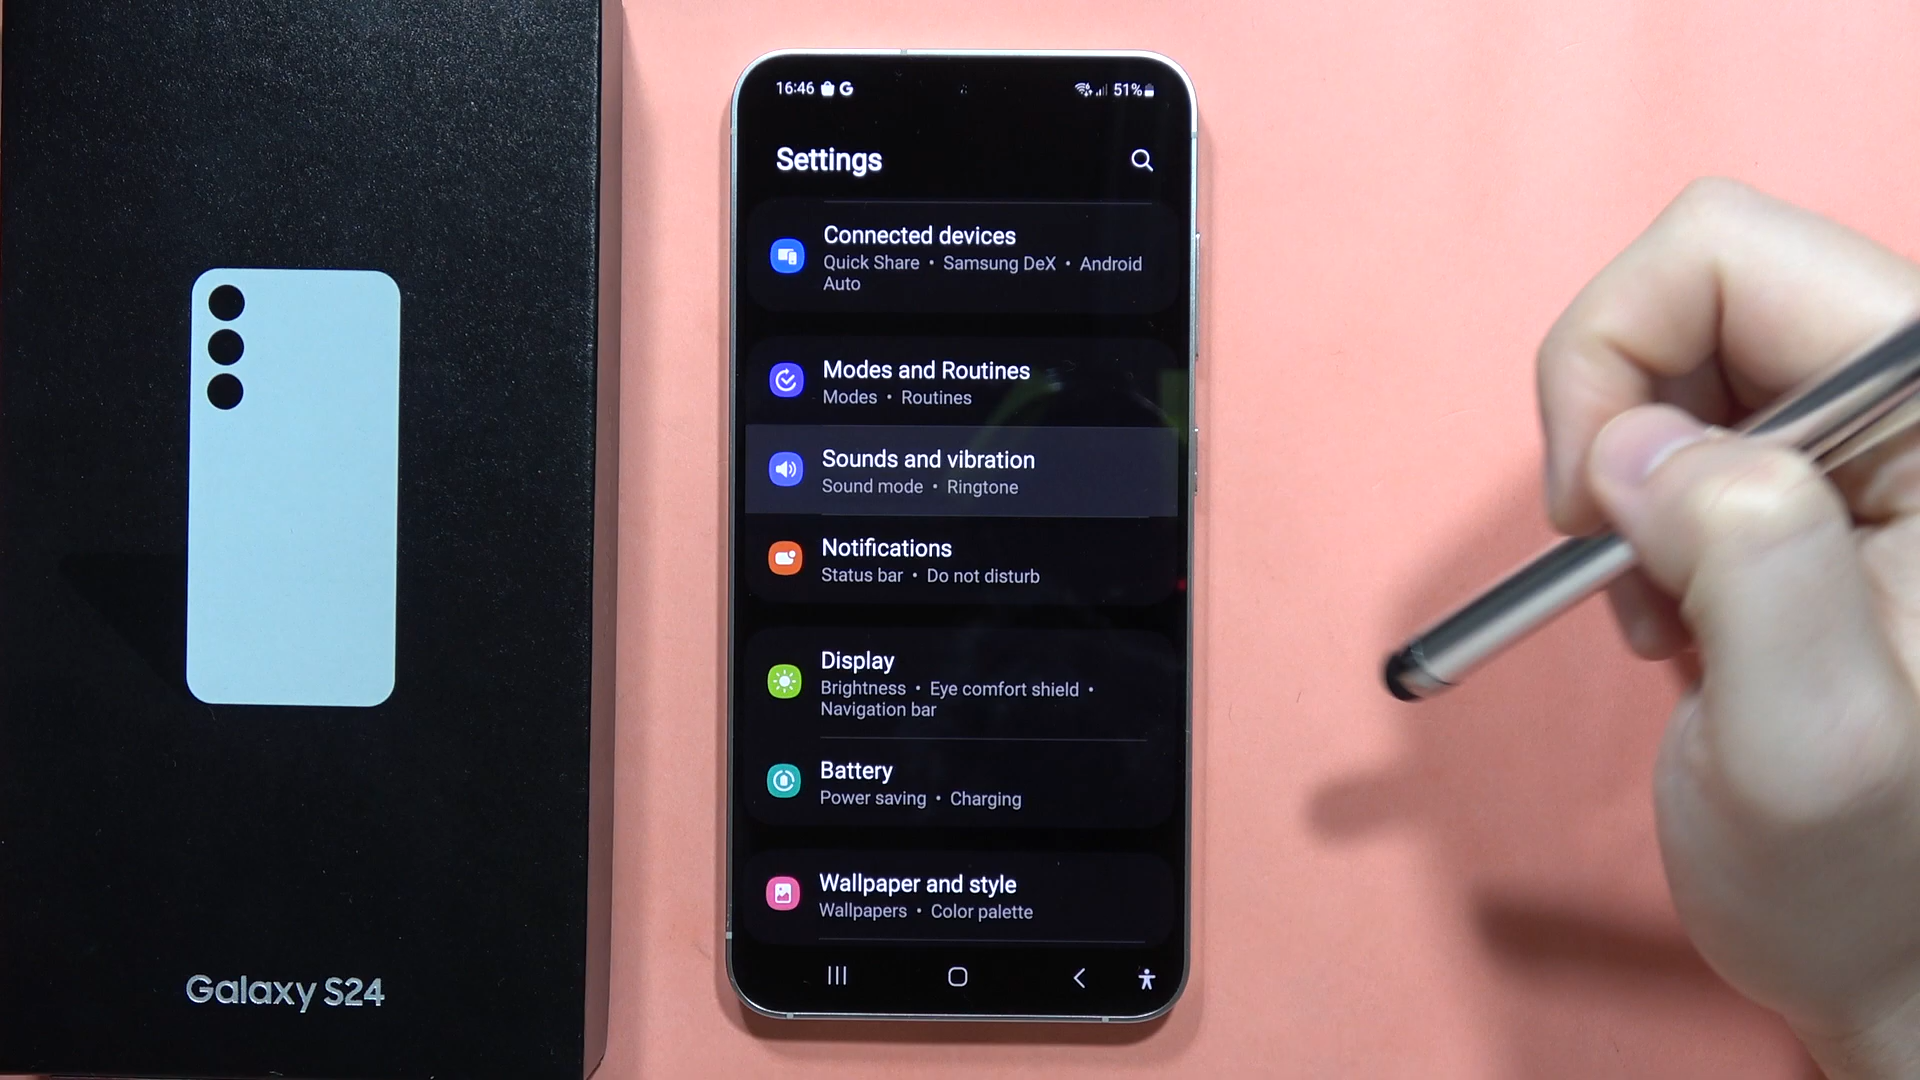 16:46
51%
Settings
Connected devices
Quick Share • Samsung DeX • Android
Auto
Modes and Routines
Modes • Routines
Sounds and vibration
Sound mode • Ringtone
Notifications
Status bar • Do not disturb
Display
Brightness • Eye comfort shield •
Navigation bar
Battery
Power saving • Charging
Wallpaper and style
Wallpapers • Color palette
Galaxy S24